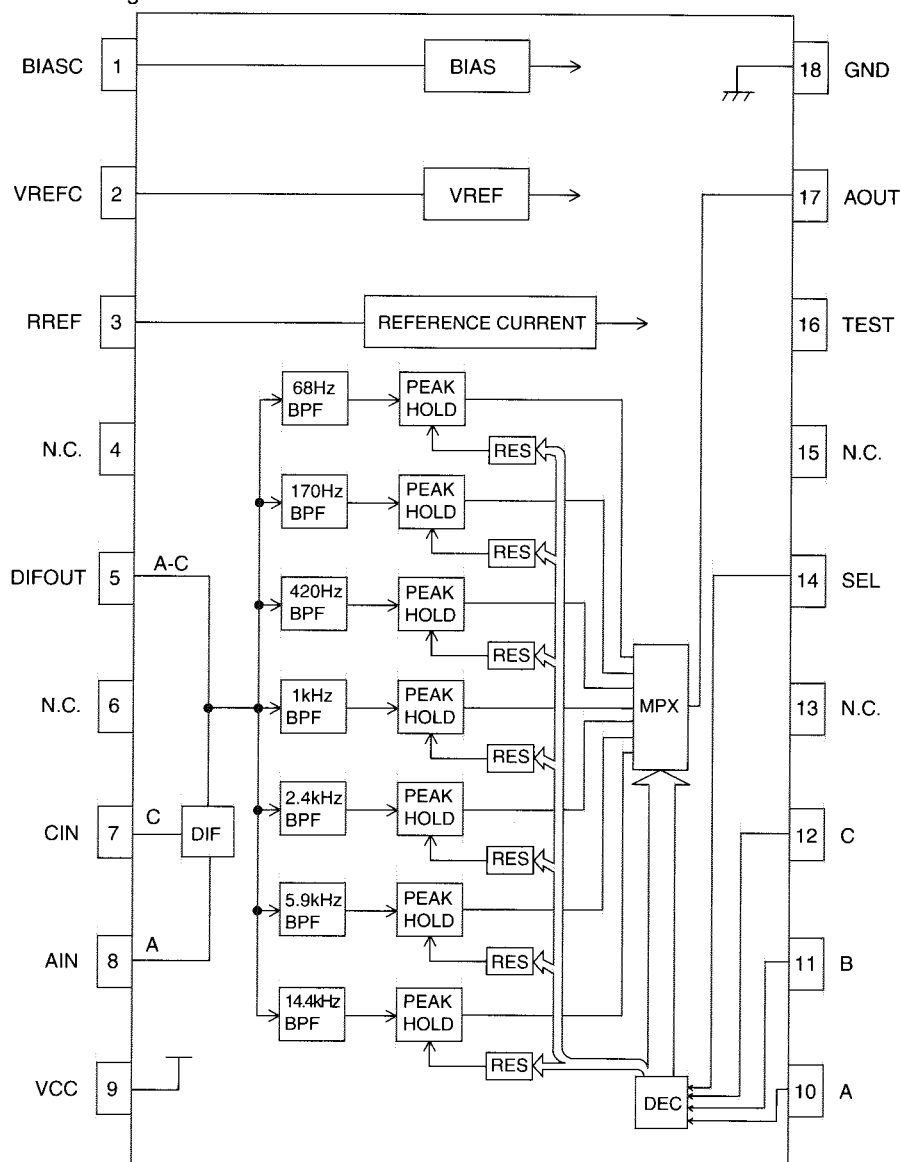 BIASC 1 BIAS 18 GND
VREFC 2 VREF 17 AOUT
RREF 3 REFERENCE CURRENT 16 TEST
68Hz
BPF
PEAK
HOLD
RES
N.C. 4
15 N.C.
170Hz
BPF
PEAK
HOLD
RES
DIFOUT 5 A-C
14 SEL
420Hz
BPF
PEAK
HOLD
RES
N.C. 6
1kHz
BPF
PEAK
HOLD
MPX
13 N.C.
RES
CIN 7 C DIF
2.4kHz
BPF
PEAK
HOLD
12 C
RES
AIN 8 A
5.9kHz
BPF
PEAK
HOLD
11 B
RES
14.4kHz
BPF
PEAK
HOLD
RES
VCC 9
DEC
10 A